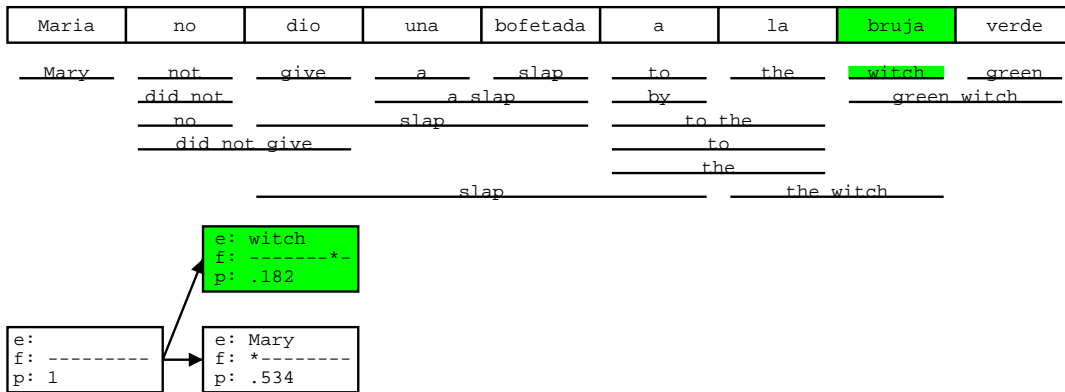 Maria no dio una bofetada a la bruja verde
Mary not give a slap to the witch green
did not a slap by green witch
no slap to the
did not give to
the
slap the witch
e: witch
f: -------*-
p: .182
e:
f: ---------
p: 1
e: Mary
f: *--------
p: .534